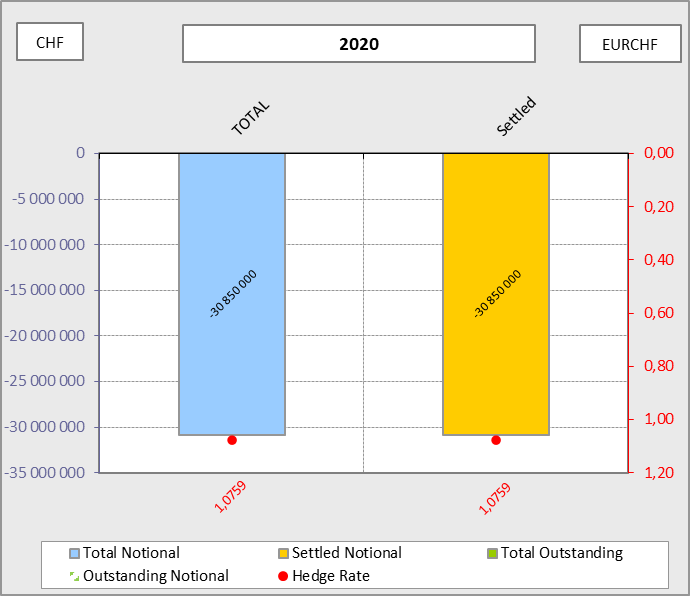 CHF
2020
EURCHF
TOTAL
Settled
0
-5 000 000
-10 000 000
-15 000 000
-20 000 000
-25 000 000
-30 000 000
-35 000 000
-30 850 000
-30 850 000
0,00
0,20
0,40
0,60
0,80
1,00
1,20
1,0759
1,0759
Total Notional
Settled Notional
Total Outstanding
Outstanding Notional
Hedge Rate